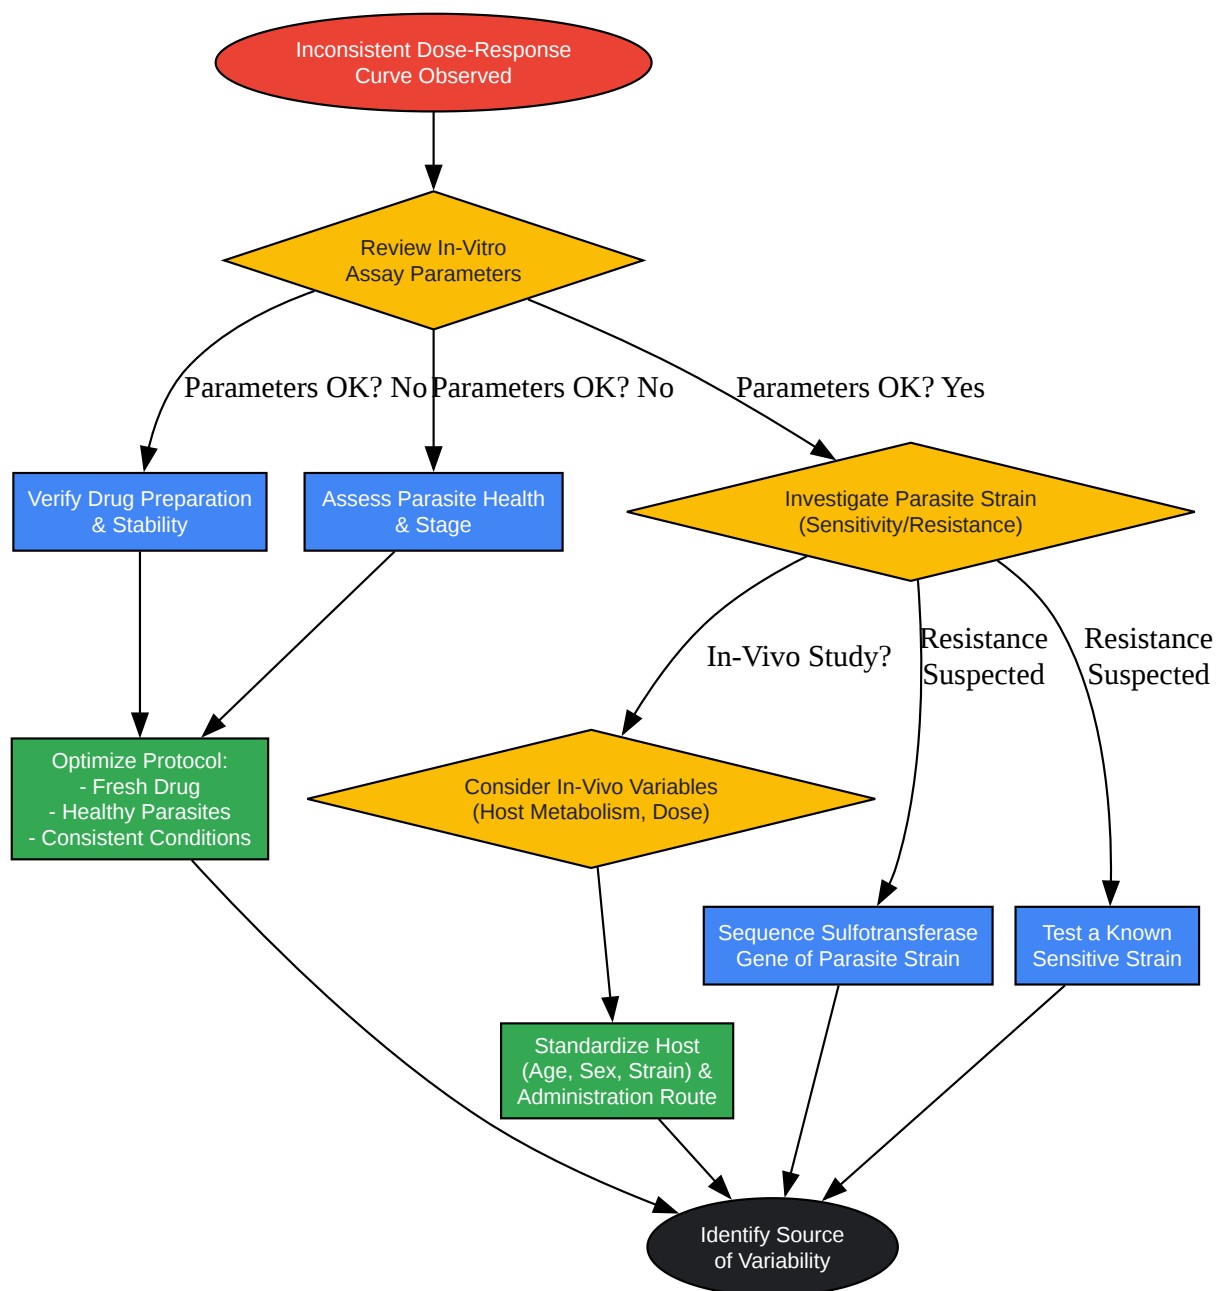 Inconsistent Dose-Response
Curve Observed
Review In-Vitro
Assay Parameters
Parameters OK? No
Parameters OK? No
Parameters OK? Yes
Verify Drug Preparation
& Stability
Assess Parasite Health
& Stage
Investigate Parasite Strain
(Sensitivity/Resistance)
In-Vivo Study?
Resistance
Suspected
Resistance
Suspected
Optimize Protocol:
- Fresh Drug
- Healthy Parasites
- Consistent Conditions
Consider In-Vivo Variables
(Host Metabolism, Dose)
Sequence Sulfotransferase
Gene of Parasite Strain
Test a Known
Sensitive Strain
Standardize Host
(Age, Sex, Strain) &
Administration Route
Identify Source
of Variability